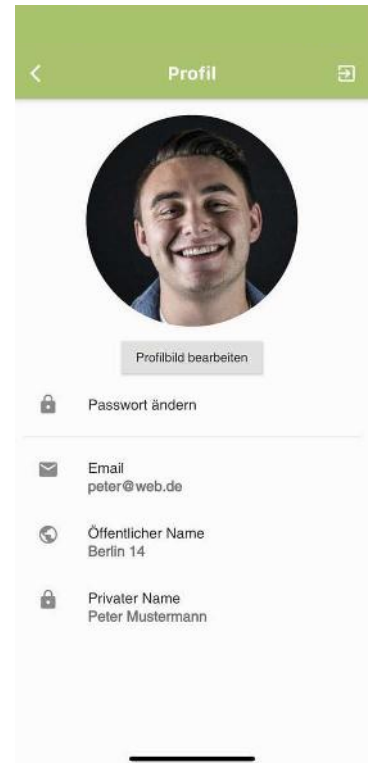 Profil
Profilbild bearbeiten
Passwort ändern
Email
peter@web.de
Öffentlicher Name
Berlin 14
Privater Name
Peter Mustermann